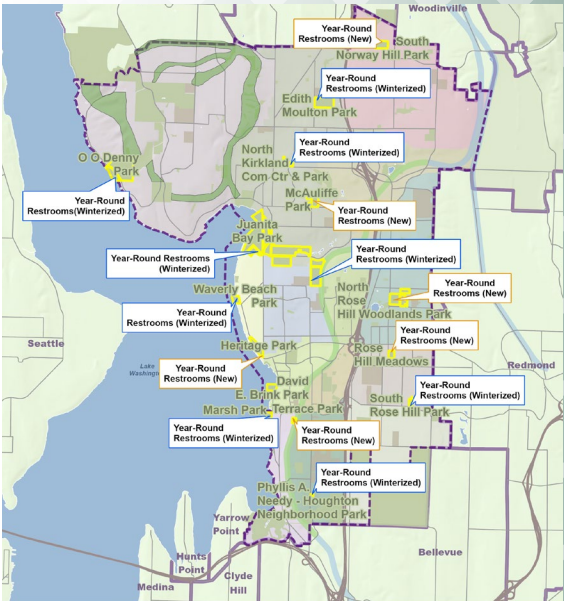 Woodinville
Year-Round
Restrooms (New)
South
Norway Hill Park
Year-Round
Restrooms (Winterized)
Edith
Moulton Park
Year-Round
Restrooms (Winterized)
North
Kirkland
Com Ctr & Park
O O Denny
Park
Year-Round
Restrooms(Winterized)
McAuliffe
Park
Year-Round
Restrooms (New)
Juanita
Bay Park
Year-Round Restrooms
(Winterized)
Year-Round
Restrooms (Winterized)
Waverly Beach
Park
Year-Round
Restrooms (Winterized)
North
Rose
Hill Woodlands Park
Year-Round
Restrooms (New)
Seattle
Heritage Park
Year-Round
Restrooms (New)
Rose
Hill Meadows
Year-Round
Restrooms (New)
Redmond
Lake
David
E. Brink Park
Marsh Park
Terrace Park
Year-Round
Restrooms (Winterized)
South
Rose Hill Park
Year-Round
Restrooms (Winterized)
Year-Round
Restrooms (New)
Year-Round
Restrooms (Winterized)
Phyllis A.
Needy - Houghton
Neighborhood Park
Yarrow
Point
Hunts
Point
Bellevue
Medina
Clyde
Hill